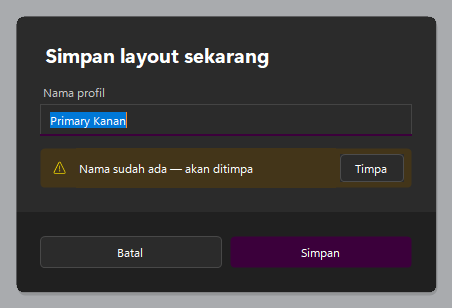 Simpan layout sekarang
Nama profil
Primary Kanan
Nama sudah ada — akan ditimpa
Timpa
Batal
Simpan